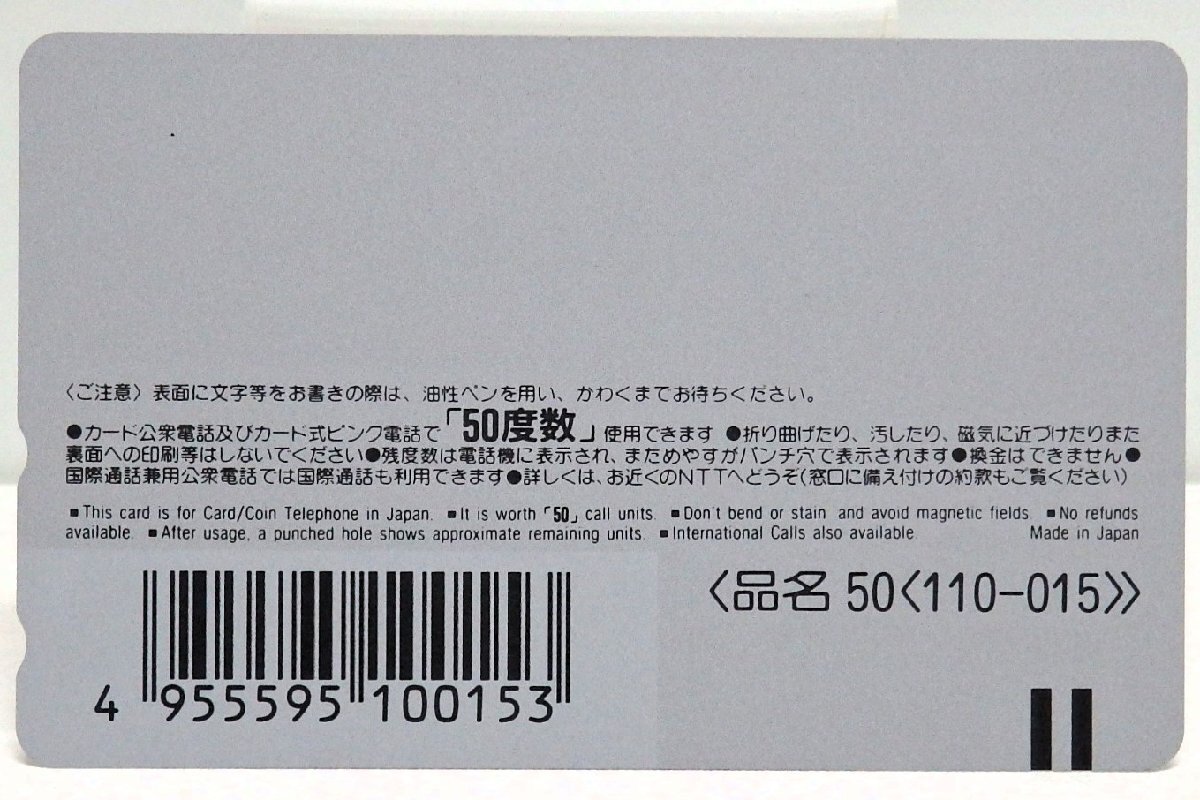 〈ご注意〉表面に文字等をお書きの際は、油性ペンを用い、かわくまでお待ちください。
●カード公衆電話及びカード式ピンク電話で「50度数」使用できます ●折り曲げたり、汚したり、磁気に近づけたりまた
裏面への印刷等はしないでください●残度数は電話機に表示され、まためやすがパンチ穴で表示されます●換金はできません●
国際通話兼用公衆電話では国際通話も利用できます●詳しくは、お近くのNTTへどうぞ(窓口に備え付けの約款もご覧ください)
■This card is for Card/Coin Telephone in Japan. ■It is worth「50」call units. ■Don't bend or stain and avoid magnetic fields. ■No refunds
available. ■After usage, a punched hole shows approximate remaining units. ■International Calls also available Made in Japan
〈品名 50〈110-015〉〉
4 955595 100153